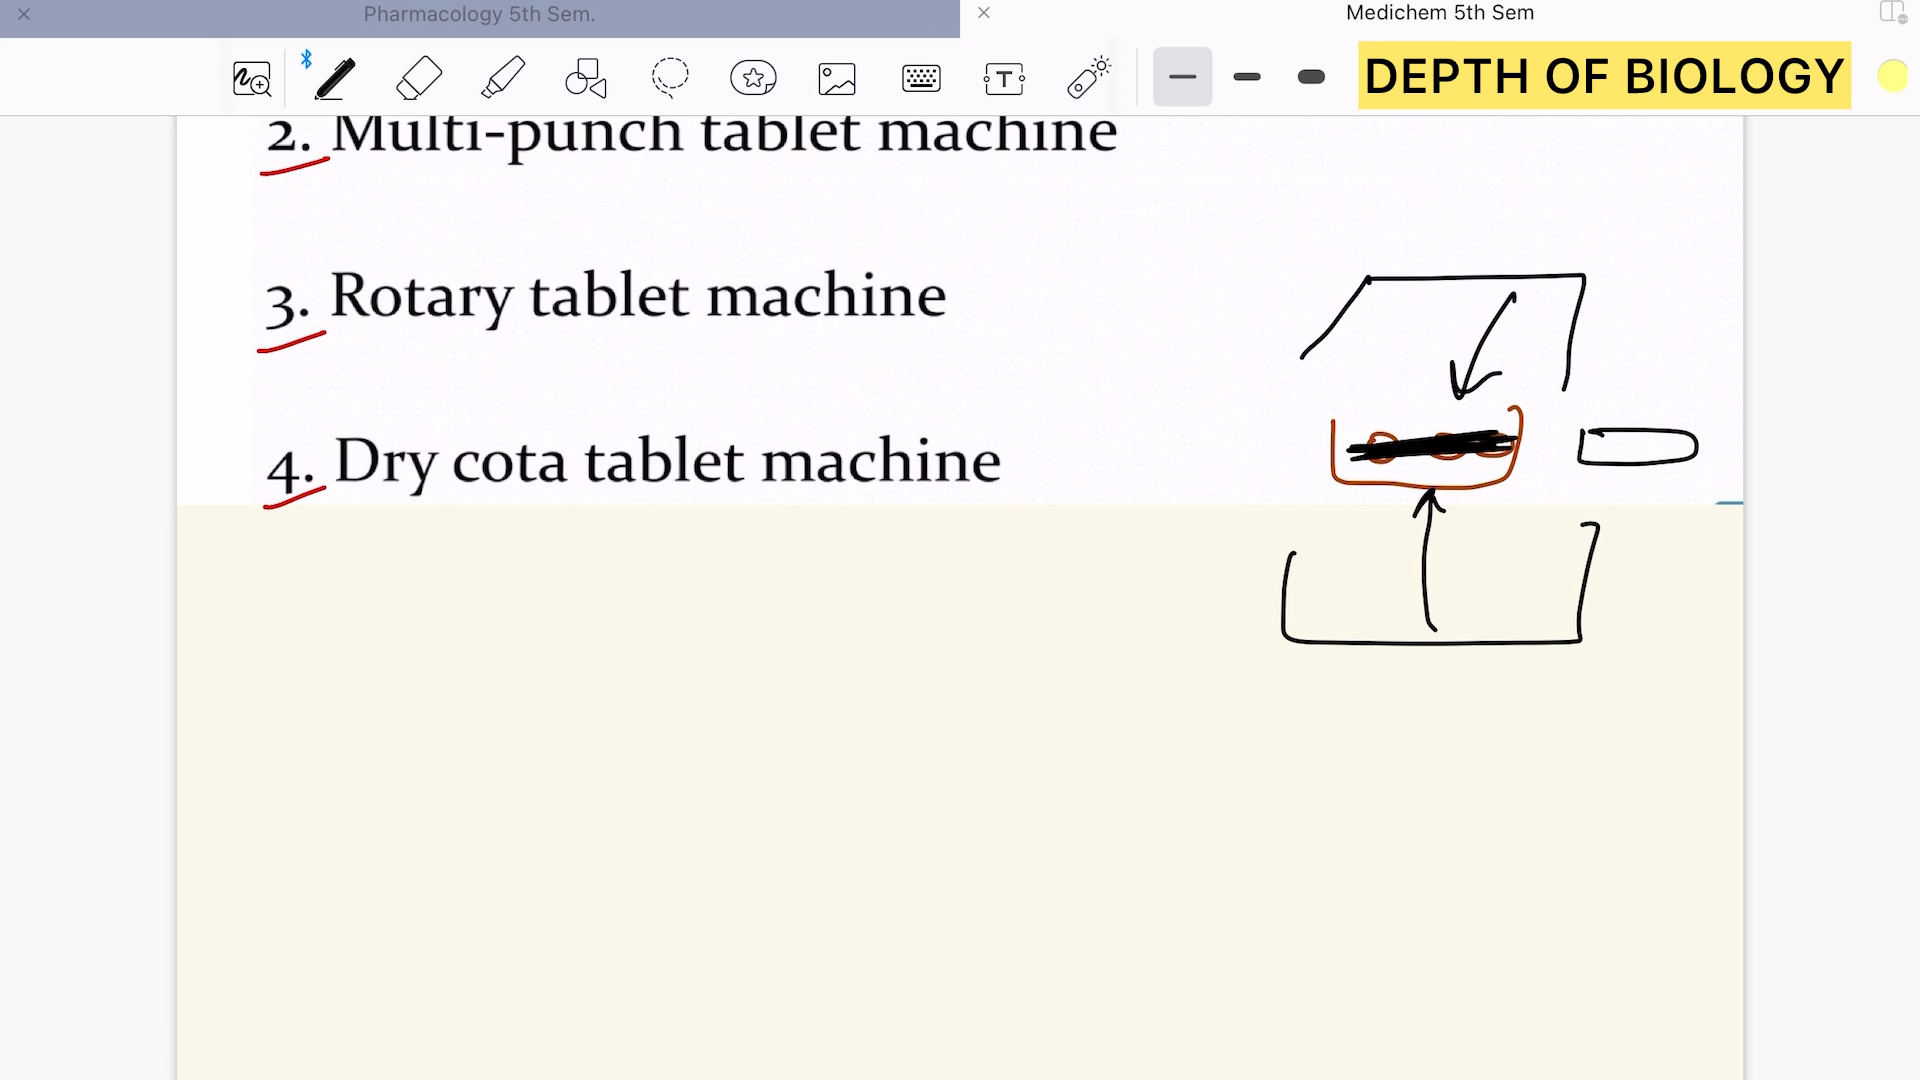 Pharmacology 5th Sem.
Medichem 5th Sem
DEPTH OF BIOLOGY
T
2. Multi-punch tablet machine
3. Rotary tablet machine
4. Dry cota tablet machine